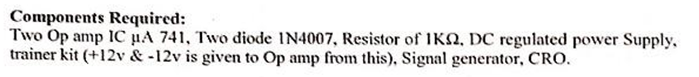 Components Required:
Two Op amp IC µA 741, Two diode 1N4007, Resistor of 1KΩ, DC regulated power Supply,
trainer kit (+12v & -12v is given to Op amp from this), Signal generator, CRO.